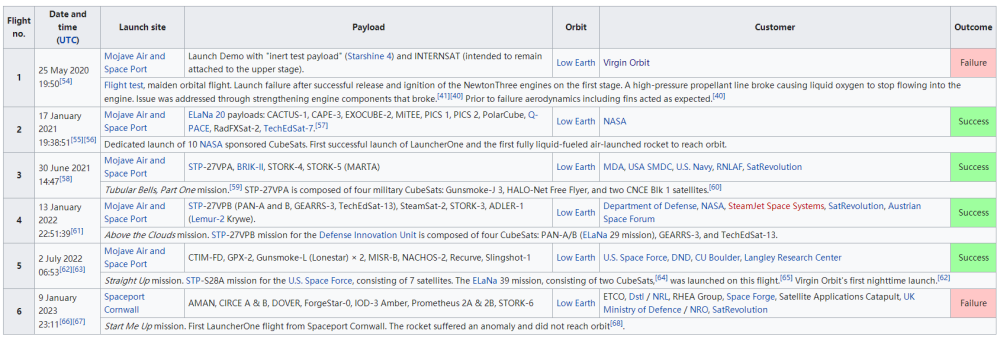 Flight no. Date and time (UTC) Launch site Payload Orbit Customer Outcome
1 25 May 2020 19:50[54] Mojave Air and Space Port Launch Demo with "inert test payload" (Starshine 4) and INTERNSAT (intended to remain attached to the upper stage). Low Earth Virgin Orbit Failure
Flight test, maiden orbital flight. Launch failure after successful release and ignition of the NewtonThree engines on the first stage. A high-pressure propellant line broke causing liquid oxygen to stop flowing into the
engine. Issue was addressed through strengthening engine components that broke.[41][40] Prior to failure aerodynamics including fins acted as expected.[40]
2 17 January 2021 19:38:51[55][56] Mojave Air and Space Port ELaNa 20 payloads: CACTUS-1, CAPE-3, EXOCUBE-2, MiTEE, PICS 1, PICS 2, PolarCube, Q-PACE, RadFXSat-2, TechEdSat-7.[57] Low Earth NASA Success
Dedicated launch of 10 NASA sponsored CubeSats. First successful launch of LauncherOne and the first fully liquid-fueled air-launched rocket to reach orbit.
3 30 June 2021 14:47[58] Mojave Air and Space Port STP-27VPA, BRIK-II, STORK-4, STORK-5 (MARTA) Low Earth MDA, USA SMDC, U.S. Navy, RNLAF, SatRevolution Success
Tubular Bells, Part One mission.[59] STP-27VPA is composed of four military CubeSats: Gunsmoke-J 3, HALO-Net Free Flyer, and two CNCE Blk 1 satellites.[60]
4 13 January 2022 22:51:39[61] Mojave Air and Space Port STP-27VPB (PAN-A and B, GEARRS-3, TechEdSat-13), SteamSat-2, STORK-3, ADLER-1 (Lemur-2 Krywe). Low Earth Department of Defense, NASA, SteamJet Space Systems, SatRevolution, Austrian Space Forum Success
Above the Clouds mission. STP-27VPB mission for the Defense Innovation Unit is composed of four CubeSats: PAN-A/B (ELaNa 29 mission), GEARRS-3, and TechEdSat-13.
5 2 July 2022 06:53[62][63] Mojave Air and Space Port CTIM-FD, GPX-2, Gunsmoke-L (Lonestar) × 2, MISR-B, NACHOS-2, Recurve, Slingshot-1 Low Earth U.S. Space Force, DND, CU Boulder, Langley Research Center Success
Straight Up mission. STP-S28A mission for the U.S. Space Force, consisting of 7 satellites. The ELaNa 39 mission, consisting of two CubeSats,[64] was launched on this flight.[65] Virgin Orbit's first nighttime launch.[62]
6 9 January 2023 23:11[66][67] Spaceport Cornwall AMAN, CIRCE A & B, DOVER, ForgeStar-0, IOD-3 Amber, Prometheus 2A & 2B, STORK-6 Low Earth ETCO, Dstl / NRL, RHEA Group, Space Forge, Satellite Applications Catapult, UK Ministry of Defence / NRO, SatRevolution Failure
Start Me Up mission. First LauncherOne flight from Spaceport Cornwall. The rocket suffered an anomaly and did not reach orbit[68].